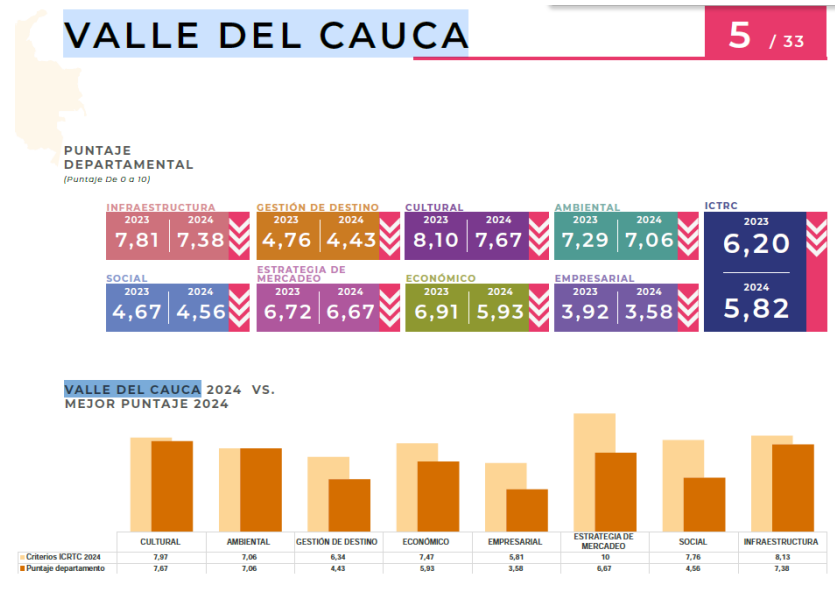 VALLE DEL CAUCA
5 / 33
PUNTAJE
DEPARTAMENTAL
(Puntaje De 0 a 10)
INFRAESTRUCTURA
2023 2024
7,81 7,38
GESTIÓN DE DESTINO
2023 2024
4,76 4,43
CULTURAL
2023 2024
8,10 7,67
AMBIENTAL
2023 2024
7,29 7,06
ICTRC
2023
6,20
2024
5,82
SOCIAL
2023 2024
4,67 4,56
ESTRATEGIA DE
MERCADEO
2023 2024
6,72 6,67
ECONÓMICO
2023 2024
6,91 5,93
EMPRESARIAL
2023 2024
3,92 3,58
VALLE DEL CAUCA 2024 VS.
MEJOR PUNTAJE 2024
CULTURAL AMBIENTAL GESTIÓN DE DESTINO ECONÓMICO EMPRESARIAL ESTRATEGIA DE MERCADEO SOCIAL INFRAESTRUCTURA
Criterios ICRTC 2024 7,97 7,06 6,34 7,47 5,81 10 7,76 8,13
Puntaje departamento 7,67 7,06 4,43 5,93 3,58 6,67 4,56 7,38